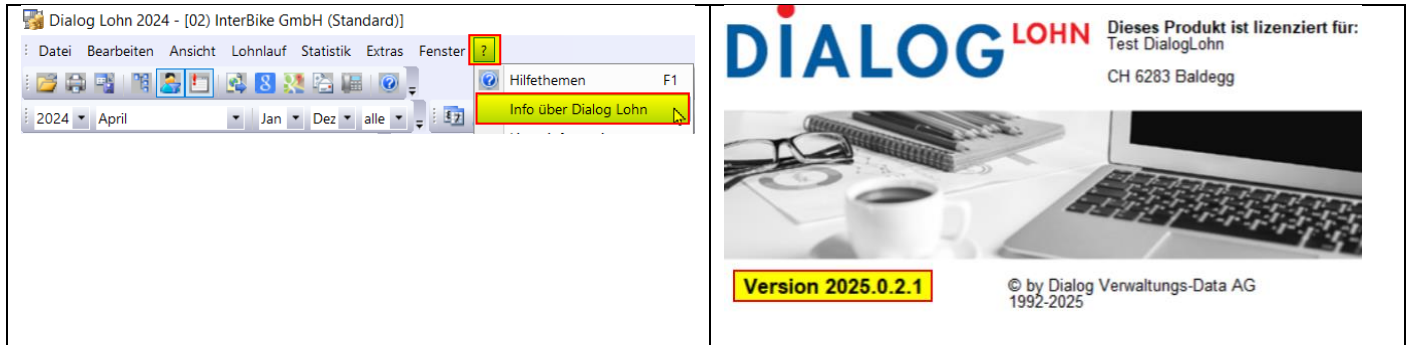 Dialog Lohn 2024 - [02) InterBike GmbH (Standard)]
Datei Bearbeiten Ansicht Lohnlauf Statistik Extras Fenster ?
Hilfethemen F1
Info über Dialog Lohn
2024 April Jan Dez alle
DIALOG LOHN
Dieses Produkt ist lizenziert für:
Test DialogLohn
CH 6283 Baldegg
Version 2025.0.2.1
© by Dialog Verwaltungs-Data AG
1992-2025